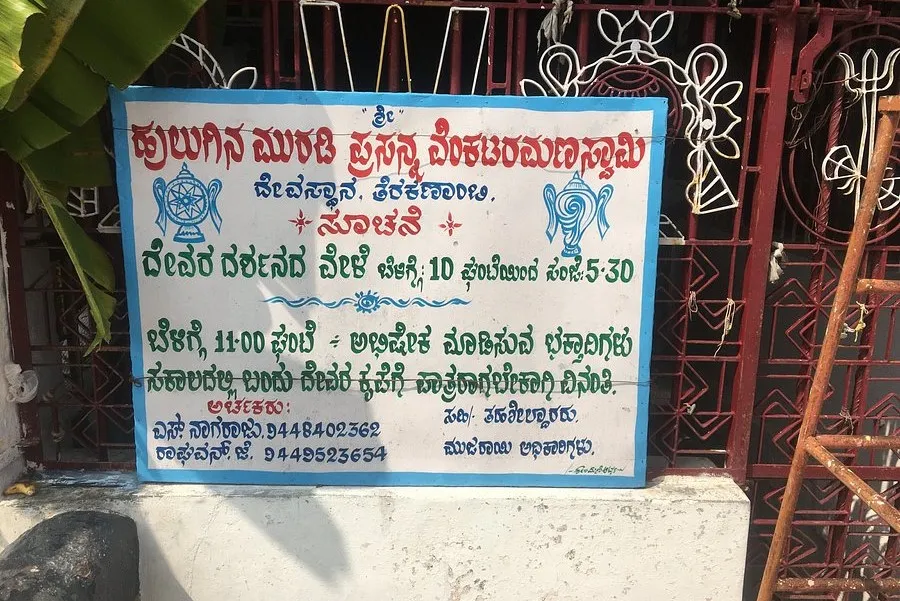 "ಶ್ರೀ"
ಹುಲುಗಿನ ಮುರಡಿ ಪ್ರಸನ್ನ ವೆಂಕಟರಮಣಸ್ವಾಮಿ
ದೇವಸ್ಥಾನ, ತೆರಕಣಾಂಬಿ.
ಸೂಚನೆ
ದೇವರ ದರ್ಶನದ ವೇಳೆ ಬೆಳಿಗ್ಗೆ: 10 ಘಂಟೆಯಿಂದ ಸಂಜೆ: 5·30
ಬೆಳಿಗ್ಗೆ 11·00 ಘಂಟೆ ÷ ಅಭಿಷೇಕ ಮಾಡಿಸುವ ಭಕ್ತಾದಿಗಳು
ಸಕಾಲದಲ್ಲಿ ಬಂದು ದೇವರ ಕೃಪೆಗೆ ಪಾತ್ರರಾಗಬೇಕಾಗಿ ವಿನಂತಿ.
ಅರ್ಚಕರು:
ಎಸ್. ನಾಗರಾಜು. 9448402362
ರಾಘವನ್. ಜೆ. 9449523654
ಸಹಿ/- ತಹಶೀಲ್ದಾರರು.
ಮುಜರಾಯಿ ಅಧಿಕಾರಿಗಳು.